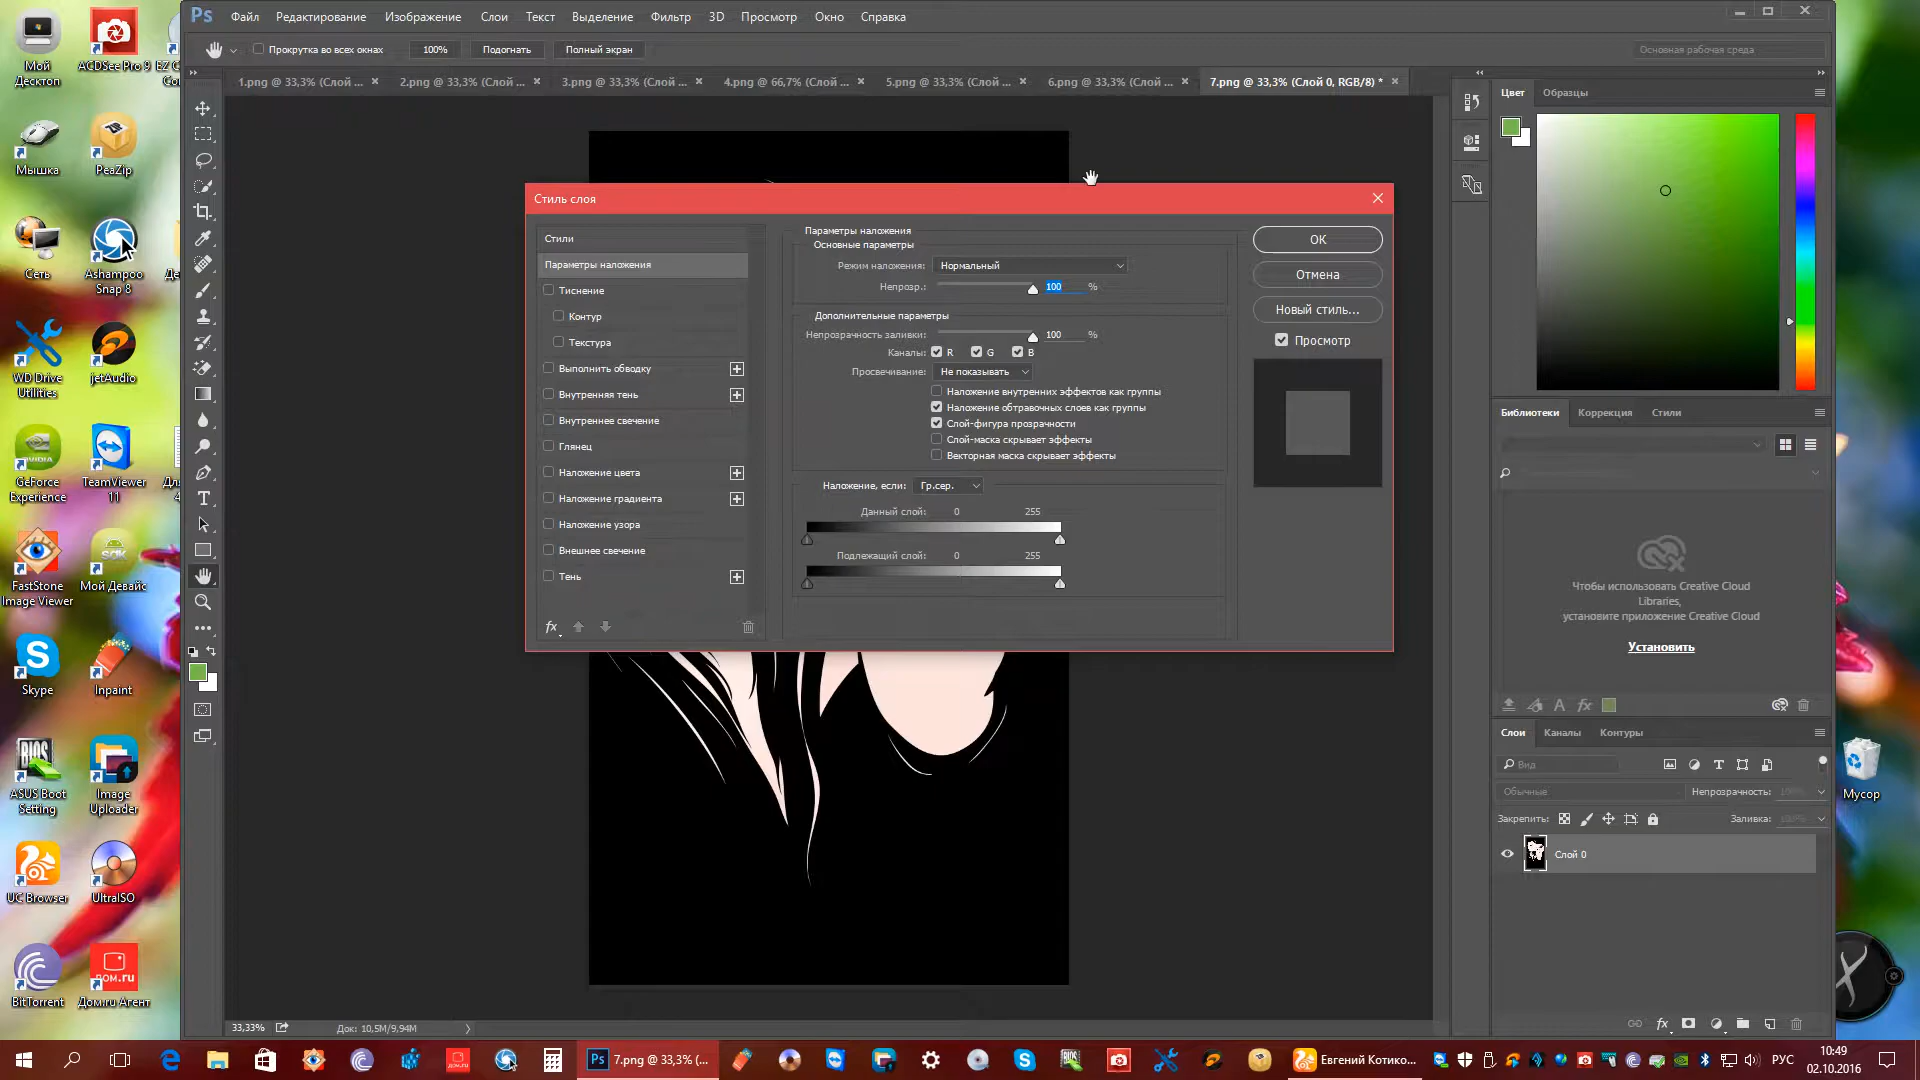 Файл Редактирование Изображение Слои Текст Выделение Фильтр 3D Просмотр Окно Справка
Прокрутка во всех окнах 100% Подогнать Полный экран Основная рабочая среда
1.png @ 33,3% (Слой ... × 2.png @ 33,3% (Слой ... × 3.png @ 33,3% (Слой ... × 4.png @ 66,7% (Слой ... × 5.png @ 33,3% (Слой ... × 6.png @ 33,3% (Слой ... × 7.png @ 33,3% (Слой 0, RGB/8) * ×
Мой Десктоп
ACDSee Pro 9
Мышка
PeaZip
Сеть
Ashampoo Snap 8
WD Drive Utilities
jetAudio
GeForce Experience
TeamViewer 11
FastStone Image Viewer
Мой Девайс
Skype
Inpaint
ASUS Boot Setting
Image Uploader
UC Browser
UltraISO
BitTorrent
Дом.ru Агент
Стиль слоя
Стили
Параметры наложения
Тиснение
Контур
Текстура
Выполнить обводку
Внутренняя тень
Внутреннее свечение
Глянец
Наложение цвета
Наложение градиента
Наложение узора
Внешнее свечение
Тень
fx
Параметры наложения
Основные параметры
Режим наложения: Нормальный
Непрозр.: 100 %
Дополнительные параметры
Непрозрачность заливки: 100 %
Каналы: R G B
Просвечивание: Не показывать
Наложение внутренних эффектов как группы
Наложение обтравочных слоев как группы
Слой-фигура прозрачности
Слой-маска скрывает эффекты
Векторная маска скрывает эффекты
Наложение, если: Гр.сер.
Данный слой: 0 255
Подлежащий слой: 0 255
ОК
Отмена
Новый стиль...
Просмотр
Цвет Образцы
Библиотеки Коррекция Стили
Чтобы использовать Creative Cloud
Libraries,
установите приложение Creative Cloud
Установить
Слои Каналы Контуры
Вид
Обычные Непрозрачность: 100%
Закрепить: Заливка: 100%
Слой 0
Мусор
33,33% Док: 10,5M/9,94M
7.png @ 33,3% (... Евгений Котико... РУС 10:49
02.10.2016